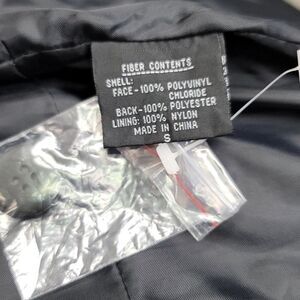 FIBER CONTENTS
SHELL:
FACE-100% POLYVINYL
CHLORIDE
BACK-100% POLYESTER
LINING: 100% NYLON
MADE IN CHINA
S